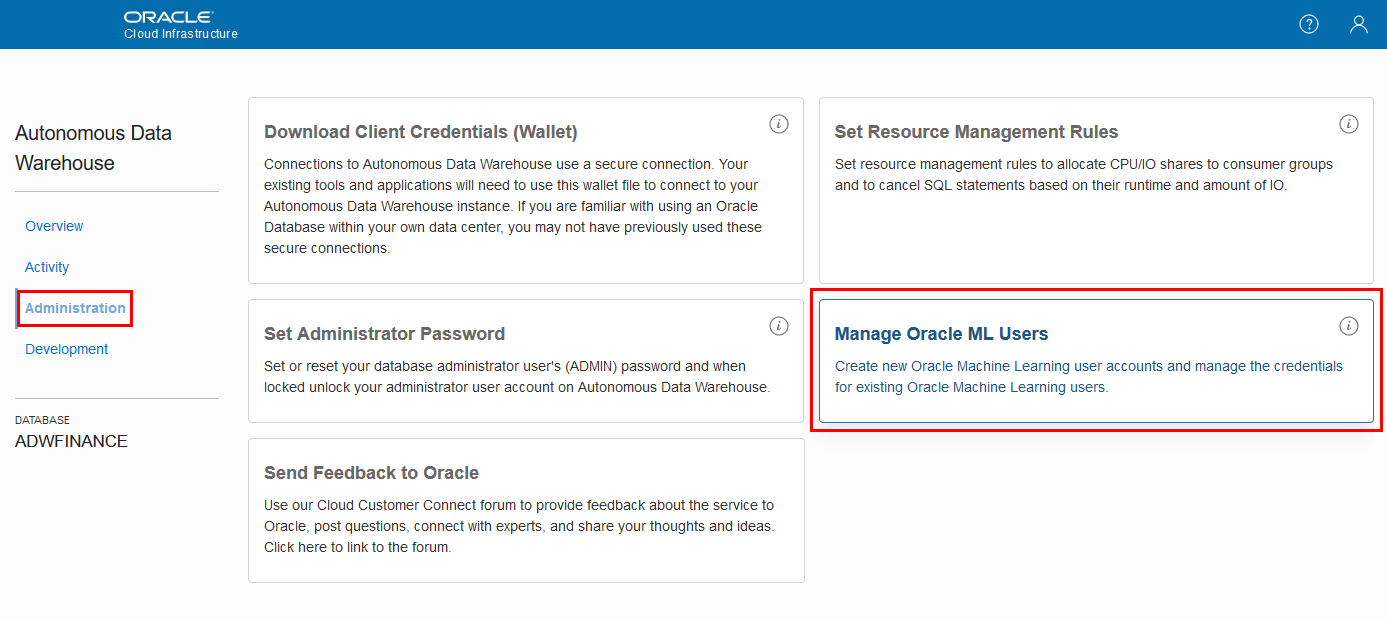 ORACLE
Cloud Infrastructure
Autonomous Data
Warehouse
Overview
Activity
Administration
Development
DATABASE
ADWFINANCE
Download Client Credentials (Wallet)
Connections to Autonomous Data Warehouse use a secure connection. Your
existing tools and applications will need to use this wallet file to connect to your
Autonomous Data Warehouse instance. If you are familiar with using an Oracle
Database within your own data center, you may not have previously used these
secure connections.
Set Resource Management Rules
Set resource management rules to allocate CPU/IO shares to consumer groups
and to cancel SQL statements based on their runtime and amount of IO.
Set Administrator Password
Set or reset your database administrator user's (ADMIN) password and when
locked unlock your administrator user account on Autonomous Data Warehouse.
Manage Oracle ML Users
Create new Oracle Machine Learning user accounts and manage the credentials
for existing Oracle Machine Learning users.
Send Feedback to Oracle
Use our Cloud Customer Connect forum to provide feedback about the service to
Oracle, post questions, connect with experts, and share your thoughts and ideas.
Click here to link to the forum.